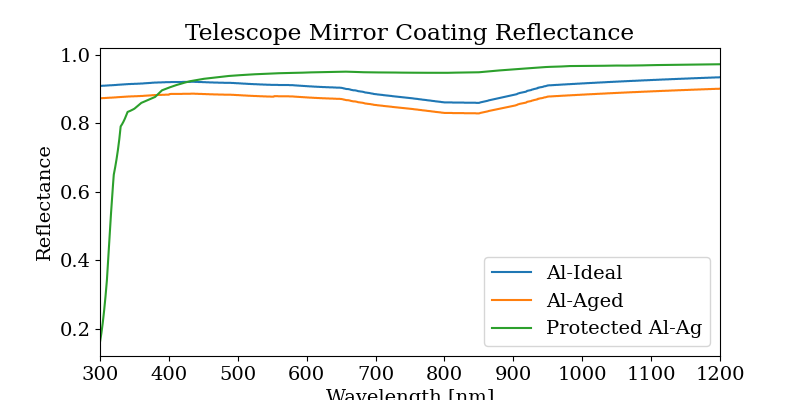 Telescope Mirror Coating Reflectance
Reflectance
1.0
0.8
0.6
0.4
0.2
Al-Ideal
Al-Aged
Protected Al-Ag
300 400 500 600 700 800 900 1000 1100 1200
Wavelength [nm]